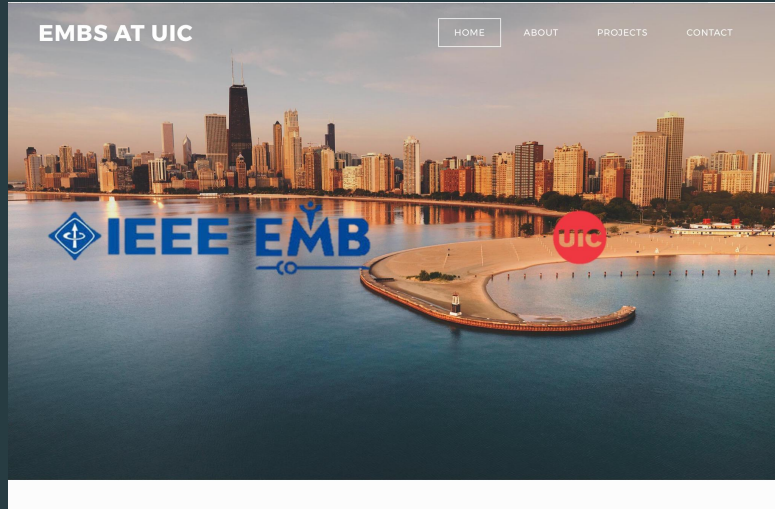 EMBS AT UIC
HOME ABOUT PROJECTS CONTACT
IEEE EMB
UIC